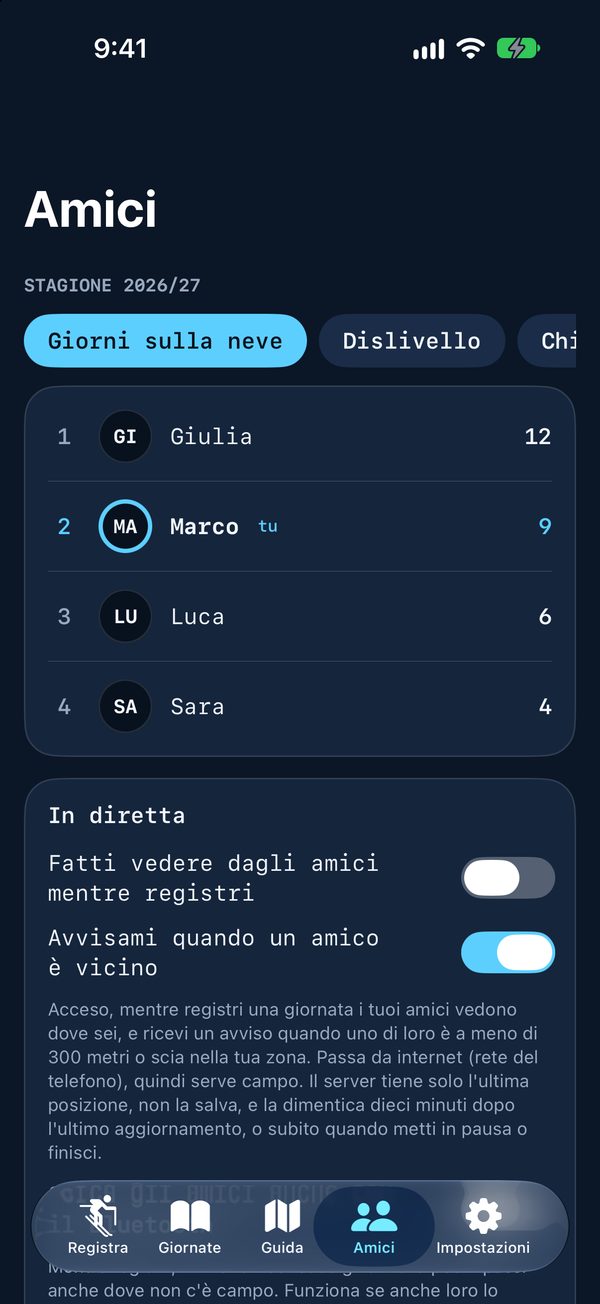 9:41
Amici
STAGIONE 2026/27
Giorni sulla neve Dislivello Chi
1 GI Giulia 12
2 MA Marco tu 9
3 LU Luca 6
4 SA Sara 4
In diretta
Fatti vedere dagli amici
mentre registri
Avvisami quando un amico
è vicino
Acceso, mentre registri una giornata i tuoi amici vedono
dove sei, e ricevi un avviso quando uno di loro è a meno di
300 metri o scia nella tua zona. Passa da internet (rete del
telefono), quindi serve campo. Il server tiene solo l'ultima
posizione, non la salva, e la dimentica dieci minuti dopo
l'ultimo aggiornamento, o subito quando metti in pausa o
finisci.
Registra Giornate Guida Amici Impostazioni
anche dove non c'è campo. Funziona se anche loro lo